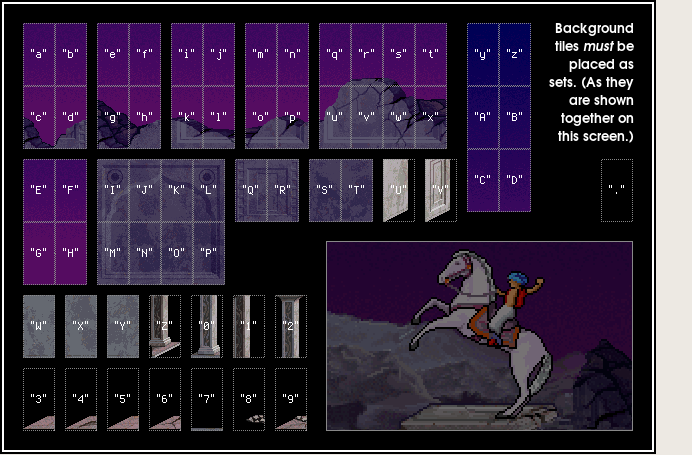 "a" "b" "e" "f" "i" "j" "m" "n" "q" "r" "s" "t" "y" "z"
Background
tiles must be
placed as
sets. (As they
are shown
together on
this screen.)
"c" "d" "g" "h" "k" "l" "o" "p" "u" "v" "w" "x" "A" "B"
"C" "D"
"E" "F" "I" "J" "K" "L" "Q" "R" "S" "T" "U" "V" "."
"G" "H" "M" "N" "O" "P"
"W" "X" "Y" "Z" "0" "1" "2"
"3" "4" "5" "6" "7" "8" "9"